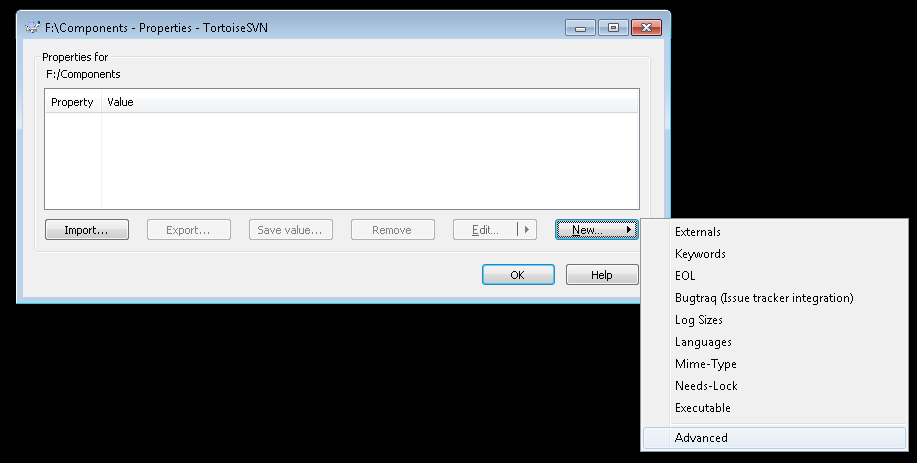 F:\Components - Properties - TortoiseSVN
Properties for
F:/Components
Property Value
Import... Export... Save value... Remove Edit... New...
OK Help
Externals
Keywords
EOL
Bugtraq (Issue tracker integration)
Log Sizes
Languages
Mime-Type
Needs-Lock
Executable
Advanced